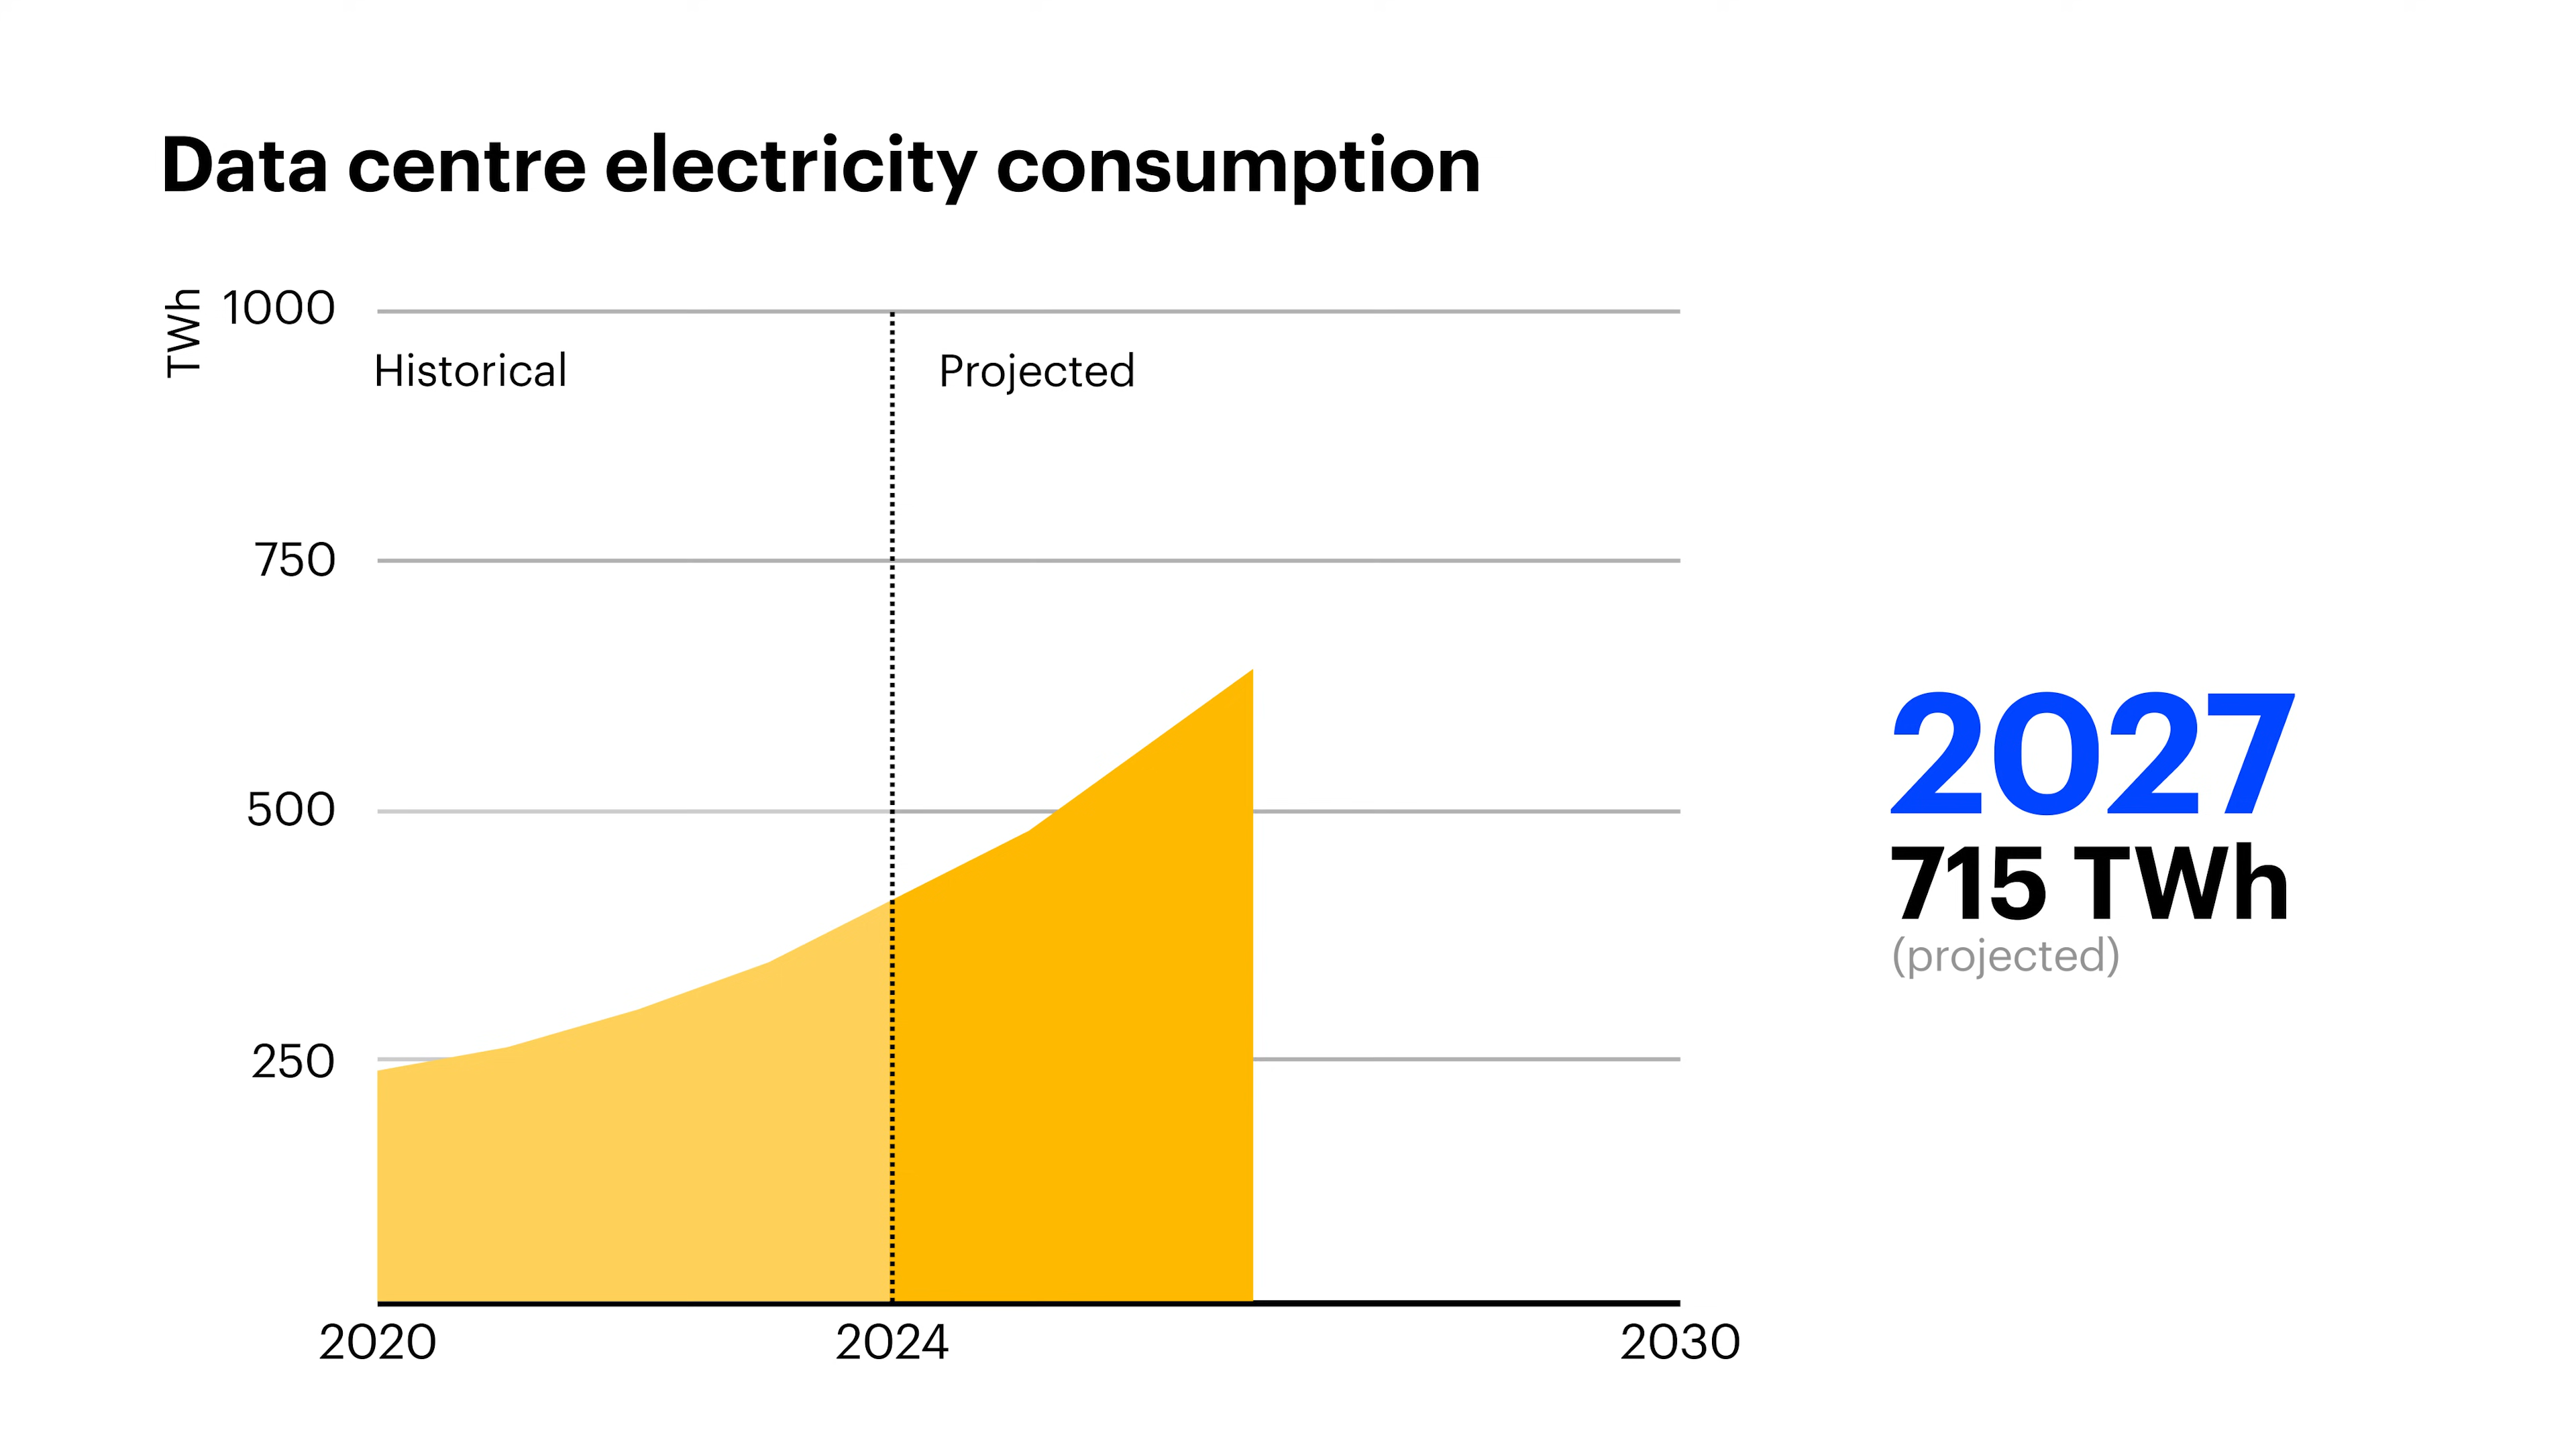 Data centre electricity consumption
TWh
1000
Historical
Projected
750
500
250
2020
2024
2030
2027
715 TWh
(projected)